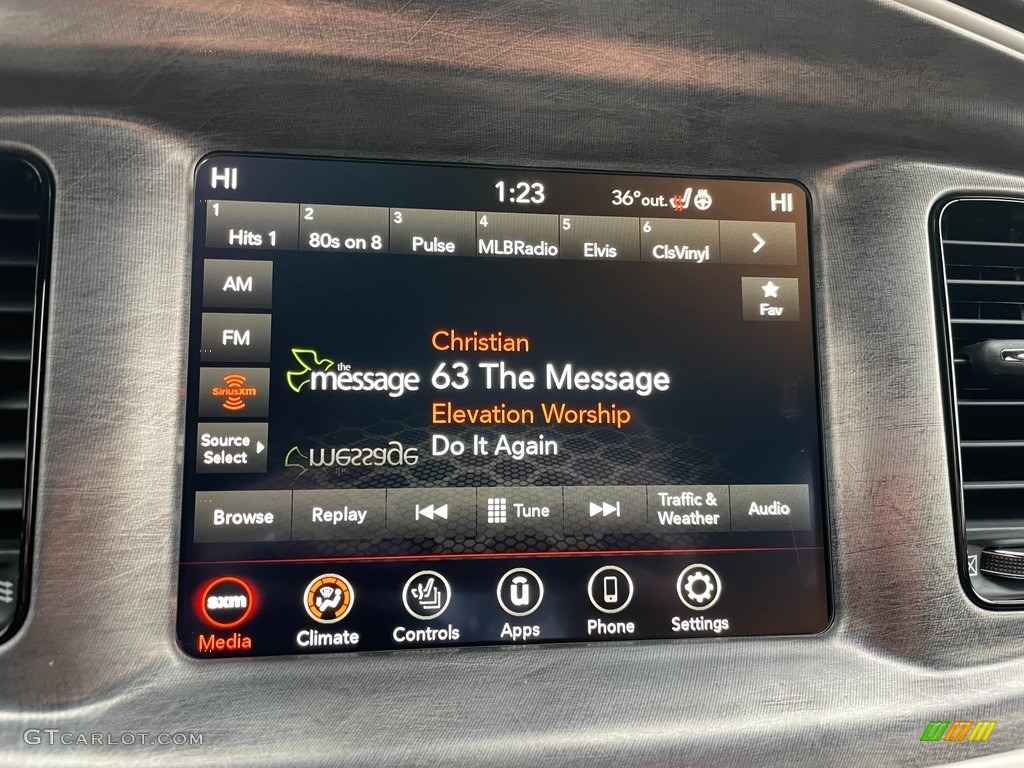 HI 1:23 36°out. HI
1 Hits 1 2 80s on 8 3 Pulse 4 MLBRadio 5 Elvis 6 ClsVinyl
AM
Fav
FM
Christian
the message 63 The Message
SiriusXM
Elevation Worship
Source Select
Do It Again
the message
Browse Replay Tune Traffic & Weather Audio
sxm
Media Climate Controls Apps Phone Settings
GTCARLOT.COM